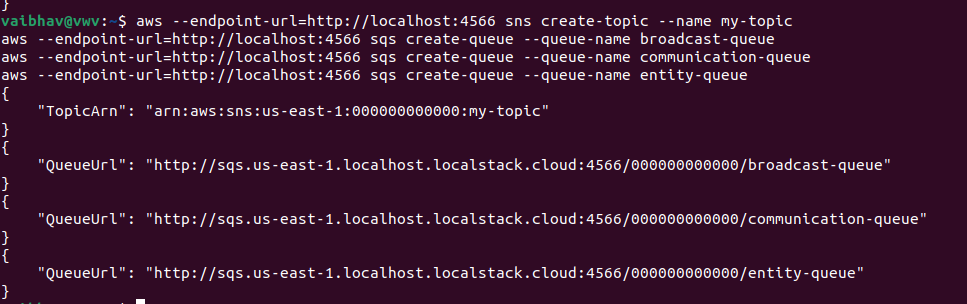 }
vaibhav@vwv:~$ aws --endpoint-url=http://localhost:4566 sns create-topic --name my-topic
aws --endpoint-url=http://localhost:4566 sqs create-queue --queue-name broadcast-queue
aws --endpoint-url=http://localhost:4566 sqs create-queue --queue-name communication-queue
aws --endpoint-url=http://localhost:4566 sqs create-queue --queue-name entity-queue
{
    "TopicArn": "arn:aws:sns:us-east-1:000000000000:my-topic"
}
{
    "QueueUrl": "http://sqs.us-east-1.localhost.localstack.cloud:4566/000000000000/broadcast-queue"
}
{
    "QueueUrl": "http://sqs.us-east-1.localhost.localstack.cloud:4566/000000000000/communication-queue"
}
{
    "QueueUrl": "http://sqs.us-east-1.localhost.localstack.cloud:4566/000000000000/entity-queue"
}